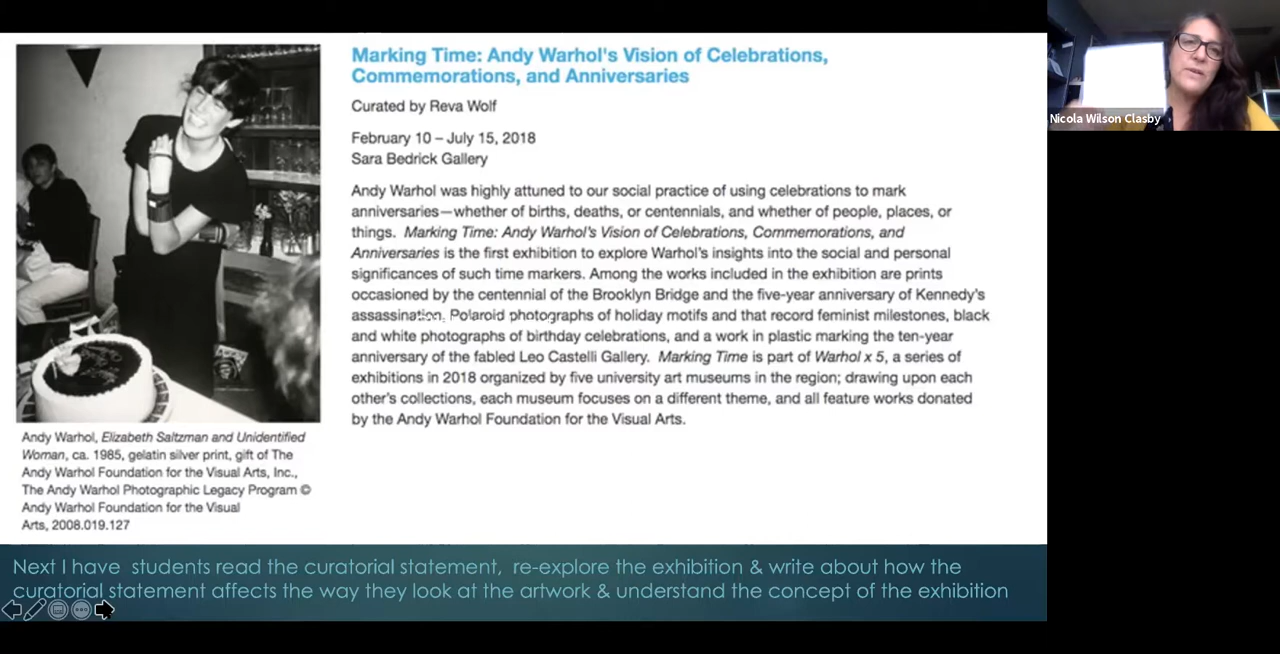 Marking Time: Andy Warhol's Vision of Celebrations,
Commemorations, and Anniversaries
Curated by Reva Wolf
February 10 – July 15, 2018
Sara Bedrick Gallery
Andy Warhol was highly attuned to our social practice of using celebrations to mark
anniversaries—whether of births, deaths, or centennials, and whether of people, places, or
things. Marking Time: Andy Warhol's Vision of Celebrations, Commemorations, and
Anniversaries is the first exhibition to explore Warhol's insights into the social and personal
significances of such time markers. Among the works included in the exhibition are prints
occasioned by the centennial of the Brooklyn Bridge and the five-year anniversary of Kennedy's
assassination, Polaroid photographs of holiday motifs and that record feminist milestones, black
and white photographs of birthday celebrations, and a work in plastic marking the ten-year
anniversary of the fabled Leo Castelli Gallery. Marking Time is part of Warhol x 5, a series of
exhibitions in 2018 organized by five university art museums in the region; drawing upon each
other's collections, each museum focuses on a different theme, and all feature works donated
by the Andy Warhol Foundation for the Visual Arts.
Andy Warhol, Elizabeth Saltzman and Unidentified
Woman, ca. 1985, gelatin silver print, gift of The
Andy Warhol Foundation for the Visual Arts, Inc.,
The Andy Warhol Photographic Legacy Program ©
Andy Warhol Foundation for the Visual
Arts, 2008.019.127
Next I have students read the curatorial statement, re-explore the exhibition & write about how the
curatorial statement affects the way they look at the artwork & understand the concept of the exhibition
Nicola Wilson Clasby